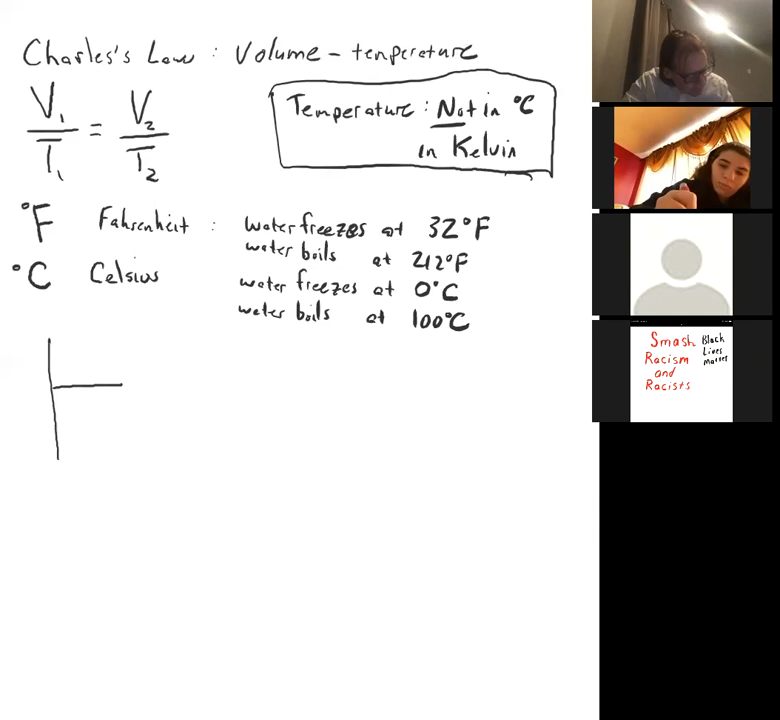 Charles's Law : Volume - temperature
V₁/T₁ = V₂/T₂
Temperature : Not in °C
in Kelvin
°F Fahrenheit : water freezes at 32°F
water boils at 212°F
°C Celsius
water freezes at 0°C
water boils at 100°C
Smash
Racism
and
Racists
Black
Lives
Matter